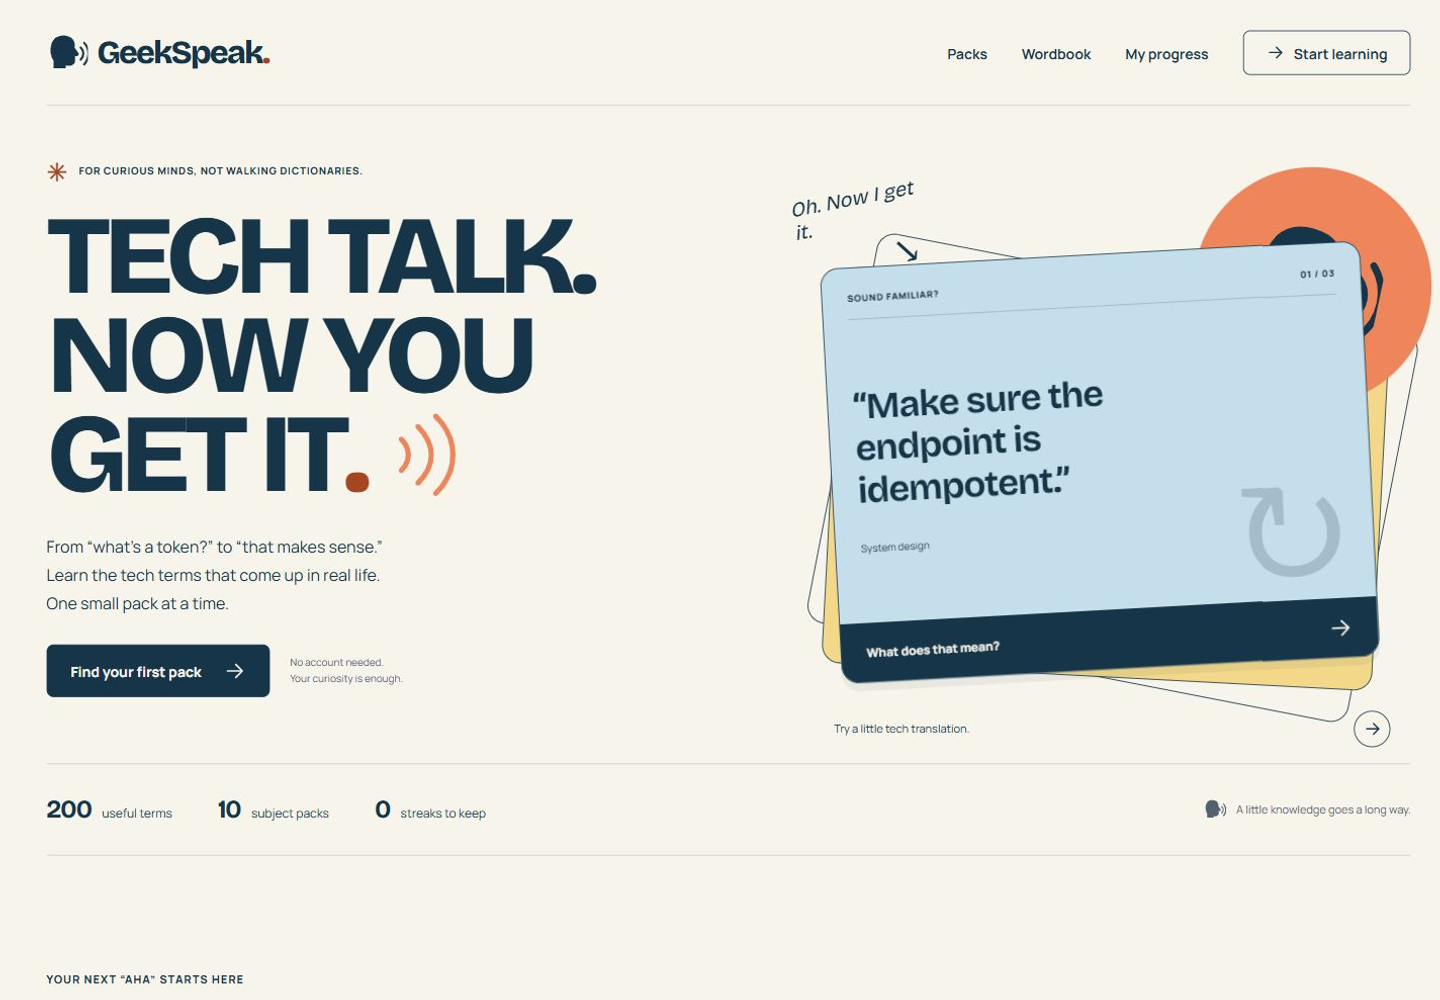 GeekSpeak.
Packs
Wordbook
My progress
→ Start learning
FOR CURIOUS MINDS, NOT WALKING DICTIONARIES.
TECH TALK.
NOW YOU
GET IT.
From “what’s a token?” to “that makes sense.”
Learn the tech terms that come up in real life.
One small pack at a time.
Find your first pack →
No account needed.
Your curiosity is enough.
Oh. Now I get
it.
↘
SOUND FAMILIAR?
01 / 03
“Make sure the
endpoint is
idempotent.”
System design
↻
What does that mean? →
Try a little tech translation. →
200 useful terms
10 subject packs
0 streaks to keep
A little knowledge goes a long way.
YOUR NEXT “AHA” STARTS HERE